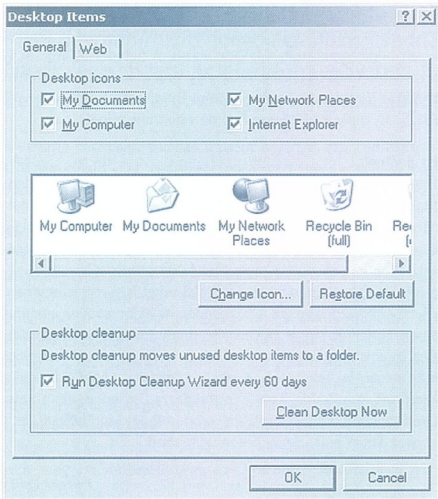 Desktop Items
General Web
Desktop icons
My Documents My Network Places
My Computer Internet Explorer
My Computer My Documents My Network Places Recycle Bin (full)
Change Icon... Restore Default
Desktop cleanup
Desktop cleanup moves unused desktop items to a folder.
Run Desktop Cleanup Wizard every 60 days
Clean Desktop Now
OK Cancel